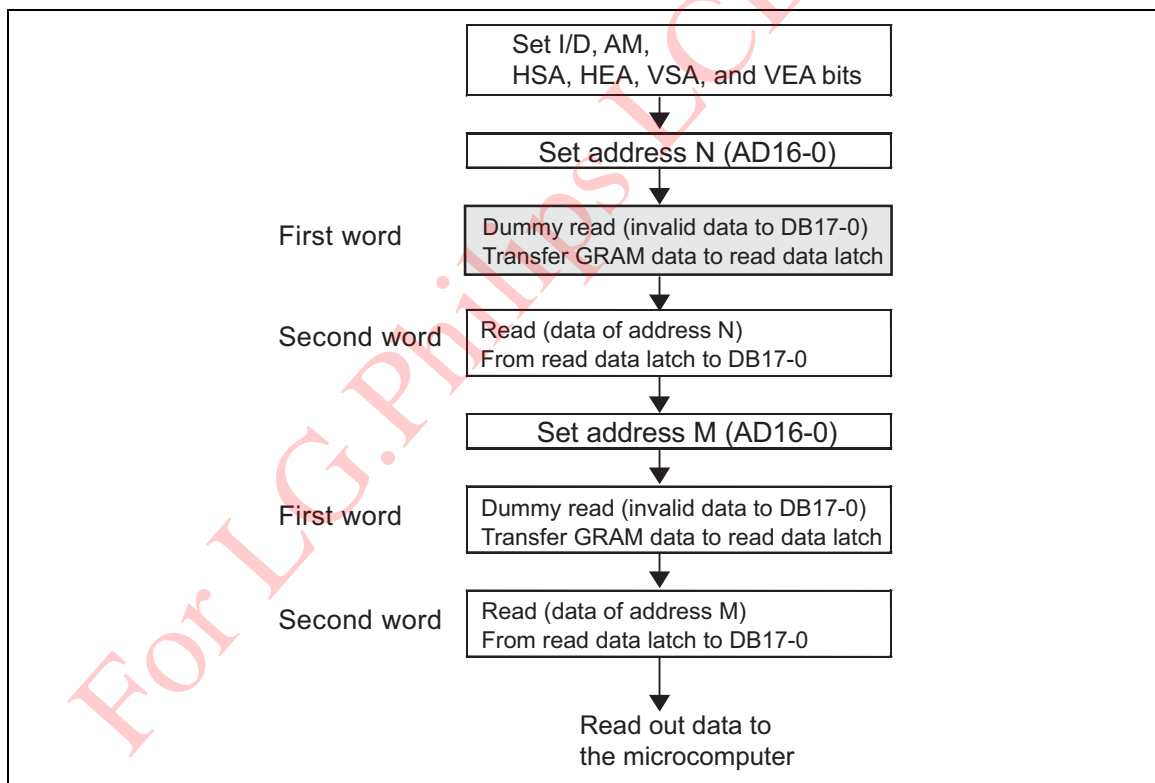 Set I/D, AM,
HSA, HEA, VSA, and VEA bits
Set address N (AD16-0)
First word
Dummy read (invalid data to DB17-0)
Transfer GRAM data to read data latch
Second word
Read (data of address N)
From read data latch to DB17-0
Set address M (AD16-0)
First word
Dummy read (invalid data to DB17-0)
Transfer GRAM data to read data latch
Second word
Read (data of address M)
From read data latch to DB17-0
Read out data to
the microcomputer
For LG.Philips